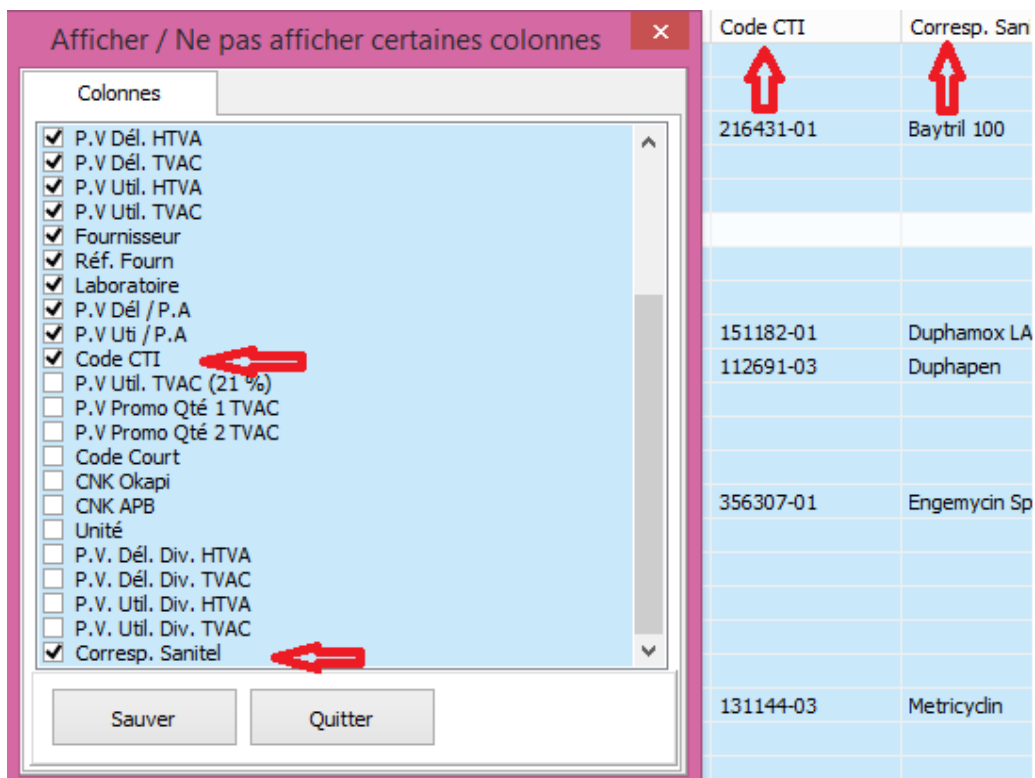 Afficher / Ne pas afficher certaines colonnes
Colonnes
P.V Dél. HTVA
P.V Dél. TVAC
P.V Util. HTVA
P.V Util. TVAC
Fournisseur
Réf. Fourn
Laboratoire
P.V Dél / P.A
P.V Uti / P.A
Code CTI
P.V Util. TVAC (21 %)
P.V Promo Qté 1 TVAC
P.V Promo Qté 2 TVAC
Code Court
CNK Okapi
CNK APB
Unité
P.V. Dél. Div. HTVA
P.V. Dél. Div. TVAC
P.V. Util. Div. HTVA
P.V. Util. Div. TVAC
Corresp. Sanitel
Sauver Quitter
Code CTI Corresp. San
216431-01 Baytril 100
151182-01 Duphamox LA
112691-03 Duphapen
356307-01 Engemycin Sp
131144-03 Metricyclin